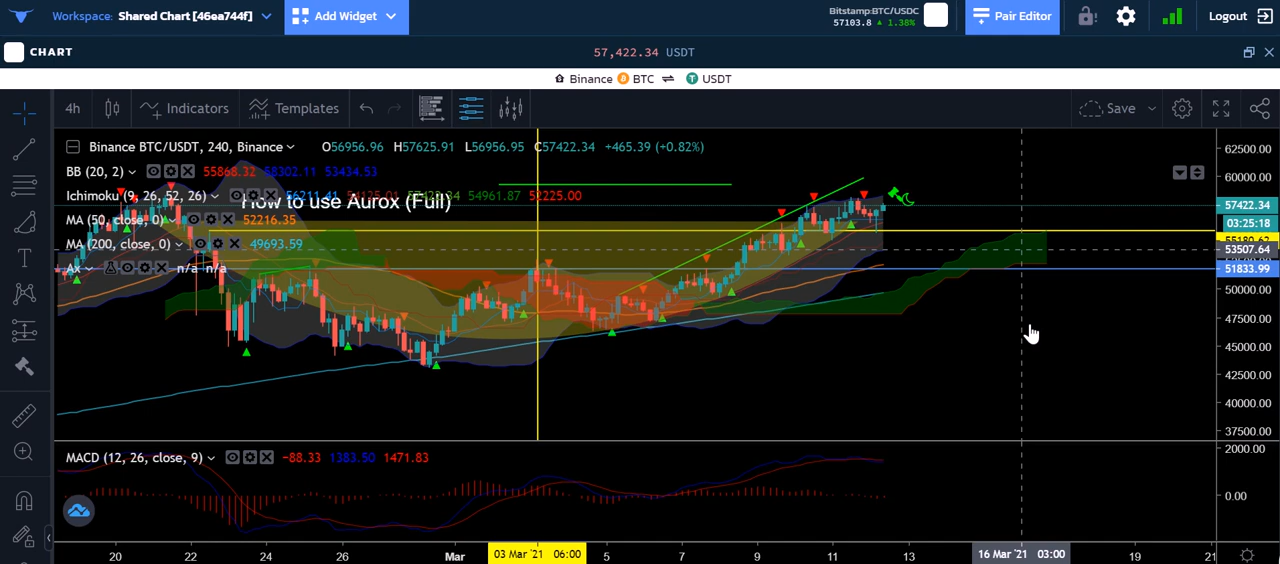 Workspace: Shared Chart [46ea744f]
Add Widget
Bitstamp:BTC/USDC
57103.8 ▲ 1.38%
Pair Editor
Logout
CHART
57,422.34 USDT
Binance BTC ⇌ USDT
4h Indicators Templates Save
Binance BTC/USDT, 240, Binance O56956.96 H57625.91 L56956.95 C57422.34 +465.39 (+0.82%)
BB (20, 2) 55868.32 58302.11 53434.53
Ichimoku (9, 26, 52, 26) 56211.41 54125.01 57422.34 54961.87 52225.00
How to use Aurox (Full)
MA (50, close, 0) 52216.35
MA (200, close, 0) 49693.59
Ax n/a n/a
62500.00
60000.00
57422.34
03:25:18
53507.64
51833.99
50000.00
47500.00
45000.00
42500.00
40000.00
37500.00
MACD (12, 26, close, 9) −88.33 1383.50 1471.83
2000.00
0.00
20 22 24 26 Mar 03 Mar '21 06:00 5 7 9 11 13 16 Mar '21 03:00 19 21